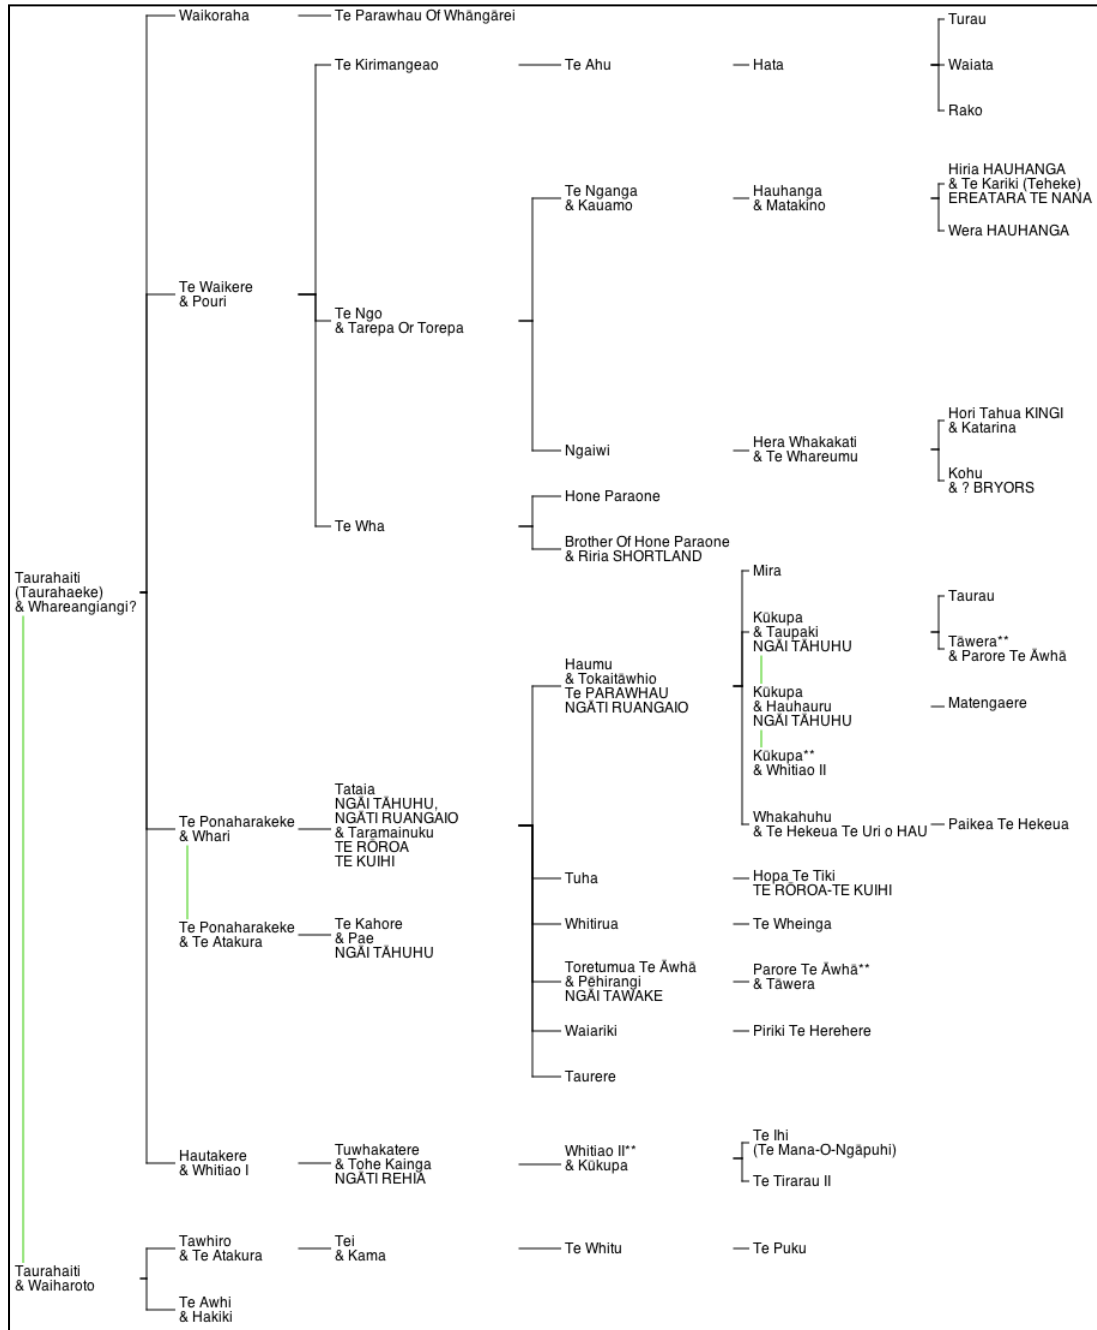 Waikoraha
Te Parawhau Of Whāngārei
Turau
Te Kirimangeao
Te Ahu
Hata
Waiata
Rako
Te Nganga
& Kauamo
Hauhanga
& Matakino
Hiria HAUHANGA
& Te Kariki (Teheke)
EREATARA TE NANA
Wera HAUHANGA
Te Waikere
& Pouri
Te Ngo
& Tarepa Or Torepa
Ngaiwi
Hera Whakakati
& Te Whareumu
Hori Tahua KINGI
& Katarina
Kohu
& ? BRYORS
Te Wha
Hone Paraone
Brother Of Hone Paraone
& Riria SHORTLAND
Taurahaiti
(Taurahaeke)
& Whareangiangi?
Mira
Kūkupa
& Taupaki
NGĀI TĀHUHU
Taurau
Tāwera**
& Parore Te Āwhā
Haumu
& Tokaitāwhio
Te PARAWHAU
NGĀTI RUANGAIO
Kūkupa
& Hauhauru
NGĀI TĀHUHU
Matengaere
Kūkupa**
& Whitiao II
Te Ponaharakeke
& Whari
Tataia
NGĀI TĀHUHU,
NGĀTI RUANGAIO
& Taramainuku
TE RŌROA
TE KUIHI
Whakahuhu
& Te Hekeua Te Uri o HAU
Paikea Te Hekeua
Tuha
Hopa Te Tiki
TE RŌROA-TE KUIHI
Te Ponaharakeke
& Te Atakura
Te Kahore
& Pae
NGĀI TĀHUHU
Whitirua
Te Wheinga
Toretumua Te Āwhā
& Pēhirangi
NGĀI TAWAKE
Parore Te Āwhā**
& Tāwera
Waiariki
Piriki Te Herehere
Taurere
Hautakere
& Whitiao I
Tuwhakatere
& Tohe Kainga
NGĀTI REHIA
Whitiao II**
& Kūkupa
Te Ihi
(Te Mana-O-Ngāpuhi)
Te Tirarau II
Taurahaiti
& Waiharoto
Tawhiro
& Te Atakura
Tei
& Kama
Te Whitu
Te Puku
Te Awhi
& Hakiki